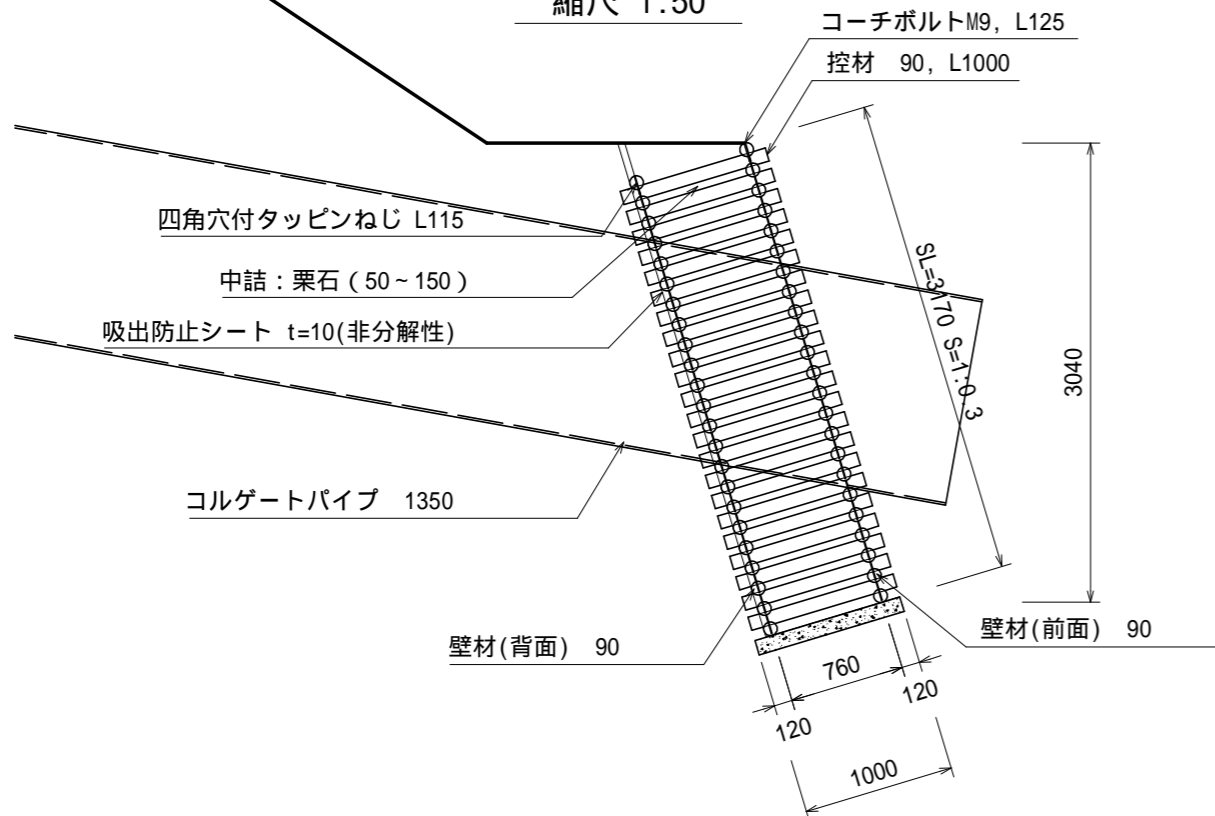 縮尺 1:50
コーチボルトM9, L125
控材　90, L1000
四角穴付タッピンねじ L115
中詰：栗石（50～150）
吸出防止シート t=10(非分解性)
SL=3170 S=1:0.3
3040
コルゲートパイプ　1350
壁材(背面)　90
壁材(前面)　90
760
120
120
1000